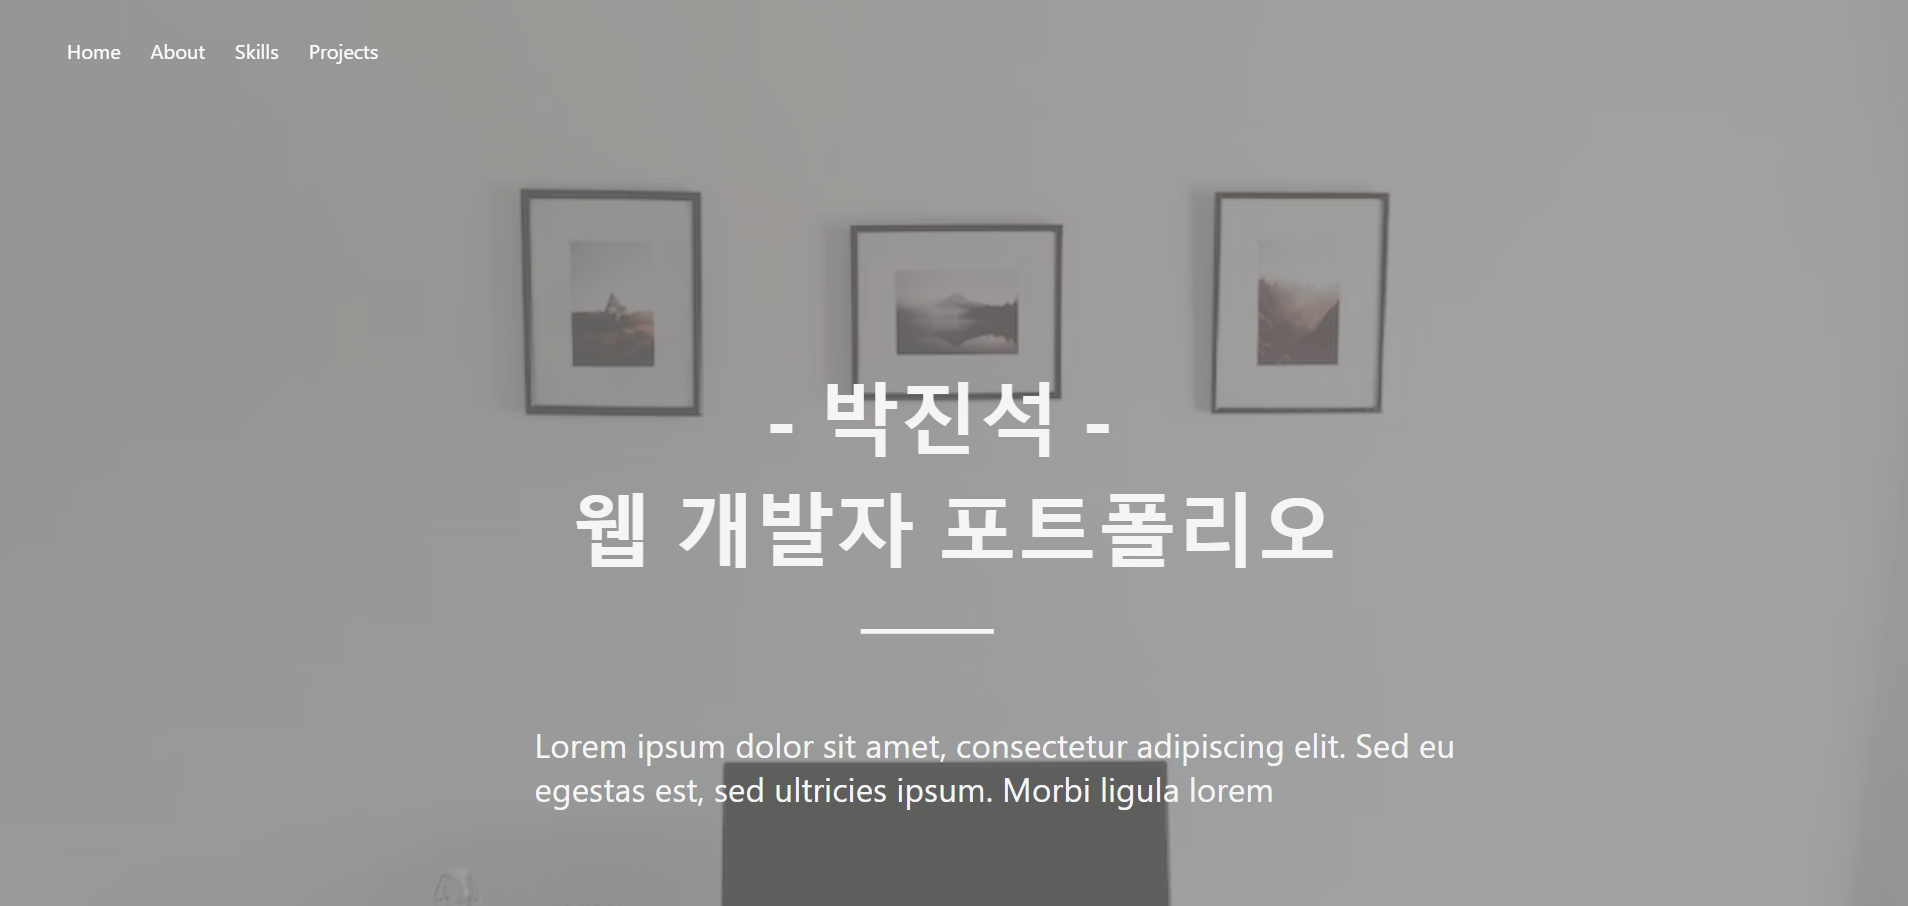 Home About Skills Projects
- 박진석 -
웹 개발자 포트폴리오
Lorem ipsum dolor sit amet, consectetur adipiscing elit. Sed eu
egestas est, sed ultricies ipsum. Morbi ligula lorem